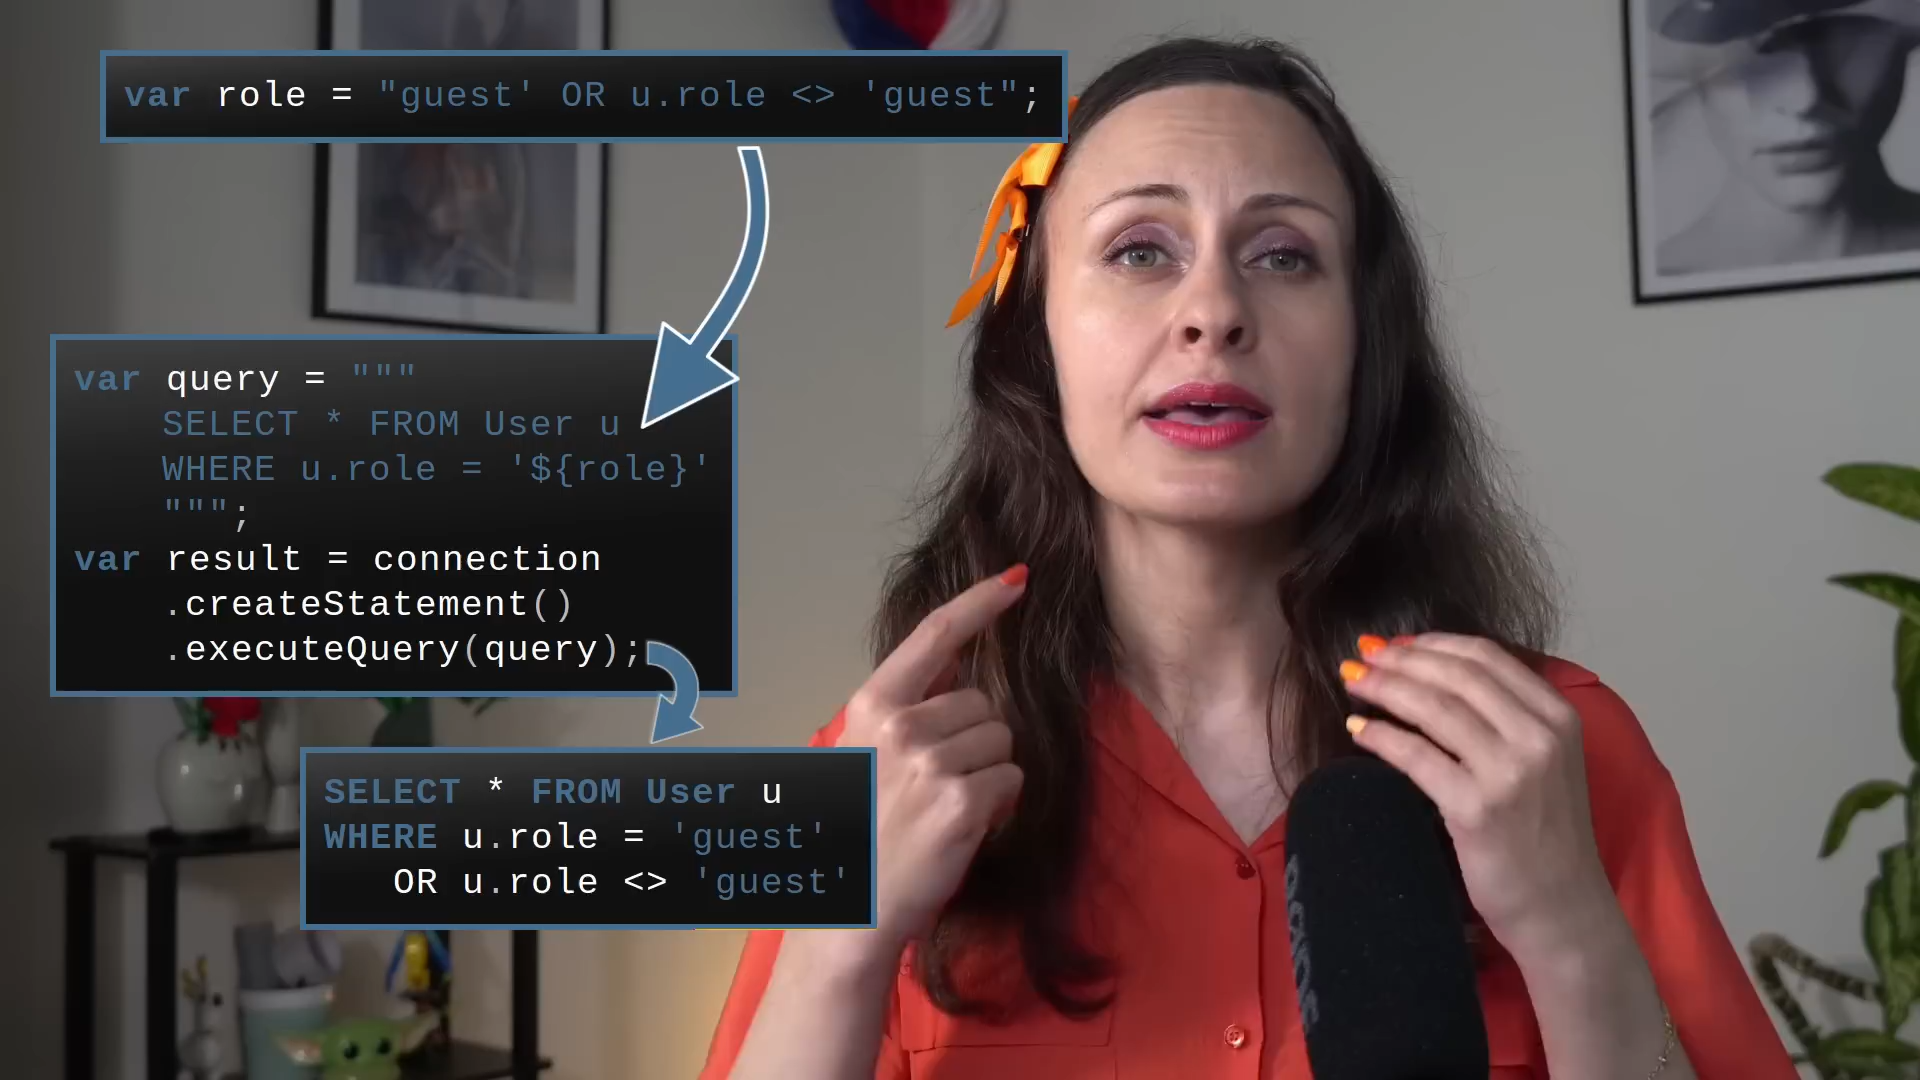 var role = "guest' OR u.role <> 'guest";
var query = """
SELECT * FROM User u
WHERE u.role = '${role}'
""";
var result = connection
.createStatement()
.executeQuery(query);
SELECT * FROM User u
WHERE u.role = 'guest'
OR u.role <> 'guest'